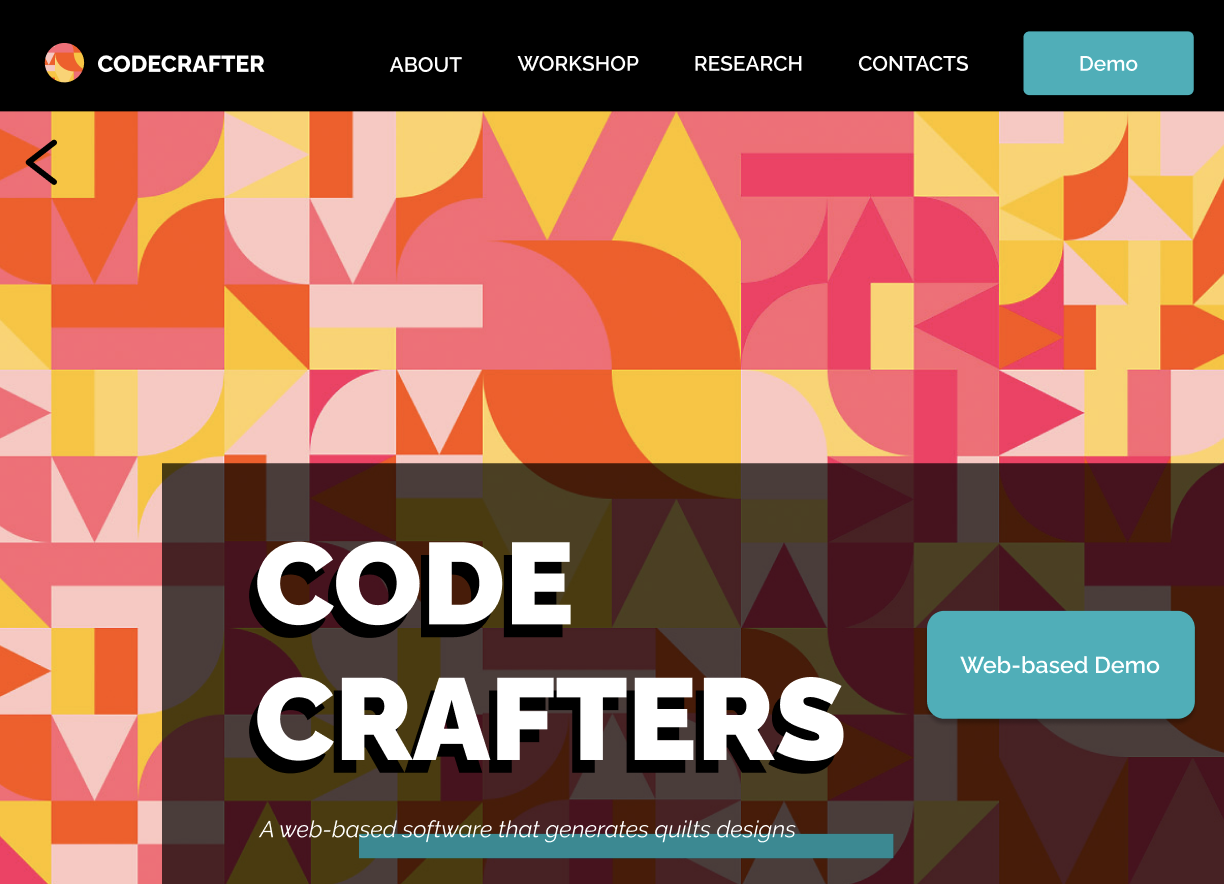 CODECRAFTER
ABOUT
WORKSHOP
RESEARCH
CONTACTS
Demo
CODE
CRAFTERS
Web-based Demo
A web-based software that generates quilts designs